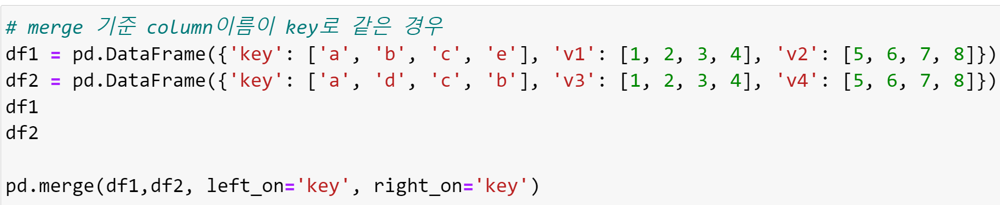 # merge 기준 column이름이 key로 같은 경우
df1 = pd.DataFrame({'key': ['a', 'b', 'c', 'e'], 'v1': [1, 2, 3, 4], 'v2': [5, 6, 7, 8]})
df2 = pd.DataFrame({'key': ['a', 'd', 'c', 'b'], 'v3': [1, 2, 3, 4], 'v4': [5, 6, 7, 8]})
df1
df2
pd.merge(df1,df2, left_on='key', right_on='key')